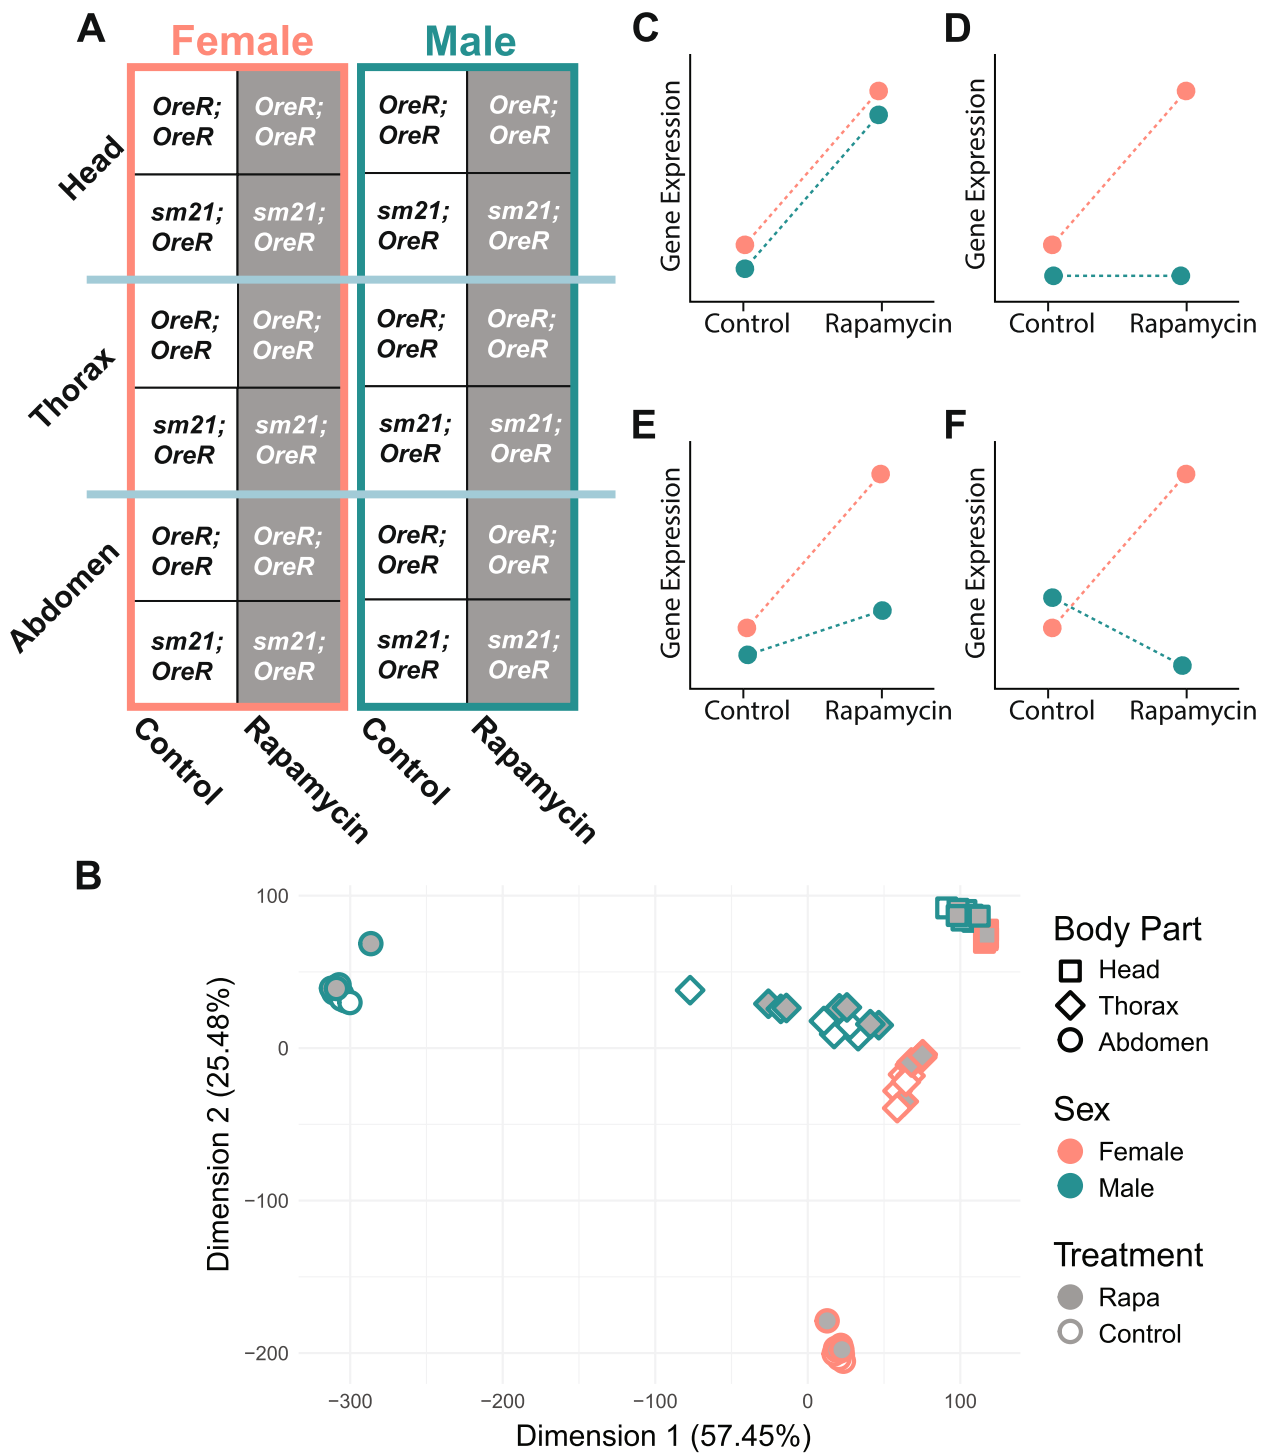 A
Female
Male
Head
Thorax
Abdomen
OreR;
OreR
OreR;
OreR
OreR;
OreR
OreR;
OreR
sm21;
OreR
sm21;
OreR
sm21;
OreR
sm21;
OreR
OreR;
OreR
OreR;
OreR
OreR;
OreR
OreR;
OreR
sm21;
OreR
sm21;
OreR
sm21;
OreR
sm21;
OreR
OreR;
OreR
OreR;
OreR
OreR;
OreR
OreR;
OreR
sm21;
OreR
sm21;
OreR
sm21;
OreR
sm21;
OreR
Control
Rapamycin
Control
Rapamycin
C
Gene Expression
Control
Rapamycin
D
Gene Expression
Control
Rapamycin
E
Gene Expression
Control
Rapamycin
F
Gene Expression
Control
Rapamycin
B
Dimension 2 (25.48%)
100
0
−100
−200
−300
−200
−100
0
100
Dimension 1 (57.45%)
Body Part
Head
Thorax
Abdomen
Sex
Female
Male
Treatment
Rapa
Control